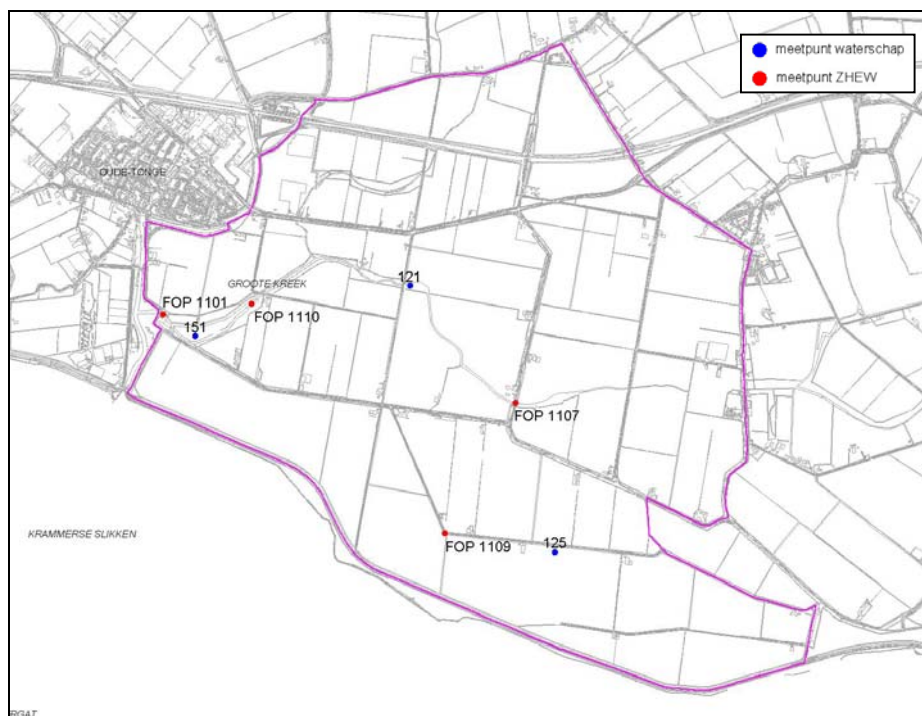 meetpunt waterschap
meetpunt ZHEW
OUDE-TONGE
121
GROOTE KREEK
FOP 1101
FOP 1110
151
FOP 1107
KRAMMERSE SLIKKEN
FOP 1109
125
RGAT